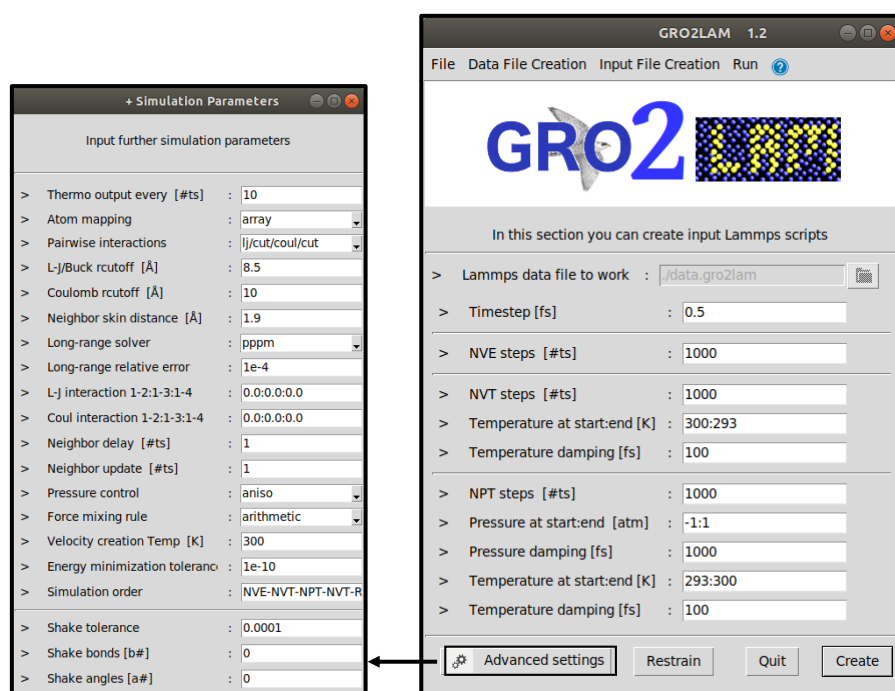 + Simulation Parameters
Input further simulation parameters
> Thermo output every [#ts] : 10
> Atom mapping : array
> Pairwise interactions : lj/cut/coul/cut
> L-J/Buck rcutoff [Å] : 8.5
> Coulomb rcutoff [Å] : 10
> Neighbor skin distance [Å] : 1.9
> Long-range solver : pppm
> Long-range relative error : 1e-4
> L-J interaction 1-2:1-3:1-4 : 0.0:0.0:0.0
> Coul interaction 1-2:1-3:1-4 : 0.0:0.0:0.0
> Neighbor delay [#ts] : 1
> Neighbor update [#ts] : 1
> Pressure control : aniso
> Force mixing rule : arithmetic
> Velocity creation Temp [K] : 300
> Energy minimization toleranc : 1e-10
> Simulation order : NVE-NVT-NPT-NVT-R
> Shake tolerance : 0.0001
> Shake bonds [b#] : 0
> Shake angles [a#] : 0
GRO2LAM 1.2
File Data File Creation Input File Creation Run ?
GRO2LAM
In this section you can create input Lammps scripts
> Lammps data file to work : ./data.gro2lam
> Timestep [fs] : 0.5
> NVE steps [#ts] : 1000
> NVT steps [#ts] : 1000
> Temperature at start:end [K] : 300:293
> Temperature damping [fs] : 100
> NPT steps [#ts] : 1000
> Pressure at start:end [atm] : -1:1
> Pressure damping [fs] : 1000
> Temperature at start:end [K] : 293:300
> Temperature damping [fs] : 100
Advanced settings Restrain Quit Create